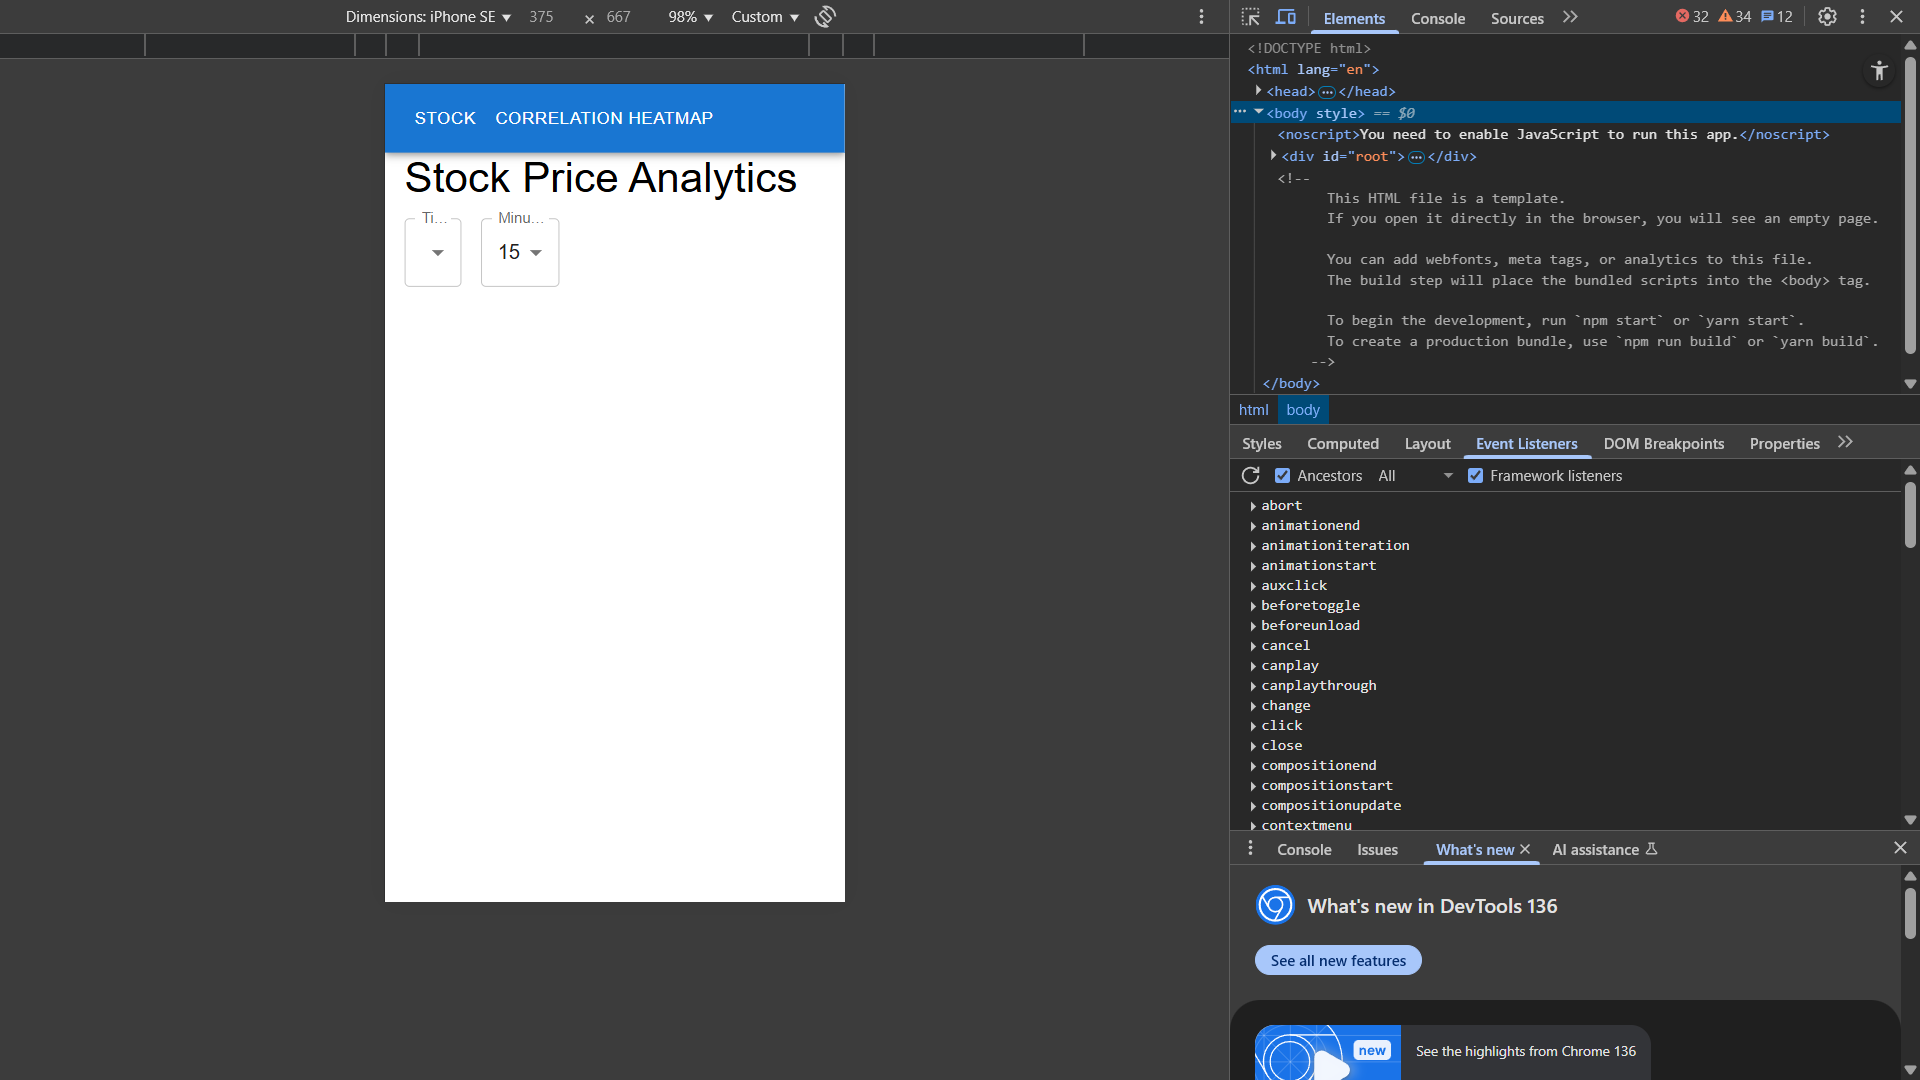 Dimensions: iPhone SE ▼ 375 × 667 98% ▼ Custom ▼
STOCK CORRELATION HEATMAP
Stock Price Analytics
Ti… Minu…
15
Elements Console Sources 32 34 12
<!DOCTYPE html>
<html lang="en">
<head>…</head>
<body style> == $0
<noscript>You need to enable JavaScript to run this app.</noscript>
<div id="root">…</div>
<!--
This HTML file is a template.
If you open it directly in the browser, you will see an empty page.
You can add webfonts, meta tags, or analytics to this file.
The build step will place the bundled scripts into the <body> tag.
To begin the development, run `npm start` or `yarn start`.
To create a production bundle, use `npm run build` or `yarn build`.
-->
</body>
html body
Styles Computed Layout Event Listeners DOM Breakpoints Properties
Ancestors All Framework listeners
abort
animationend
animationiteration
animationstart
auxclick
beforetoggle
beforeunload
cancel
canplay
canplaythrough
change
click
close
compositionend
compositionstart
compositionupdate
contextmenu
Console Issues What's new AI assistance
What's new in DevTools 136
See all new features
new
See the highlights from Chrome 136